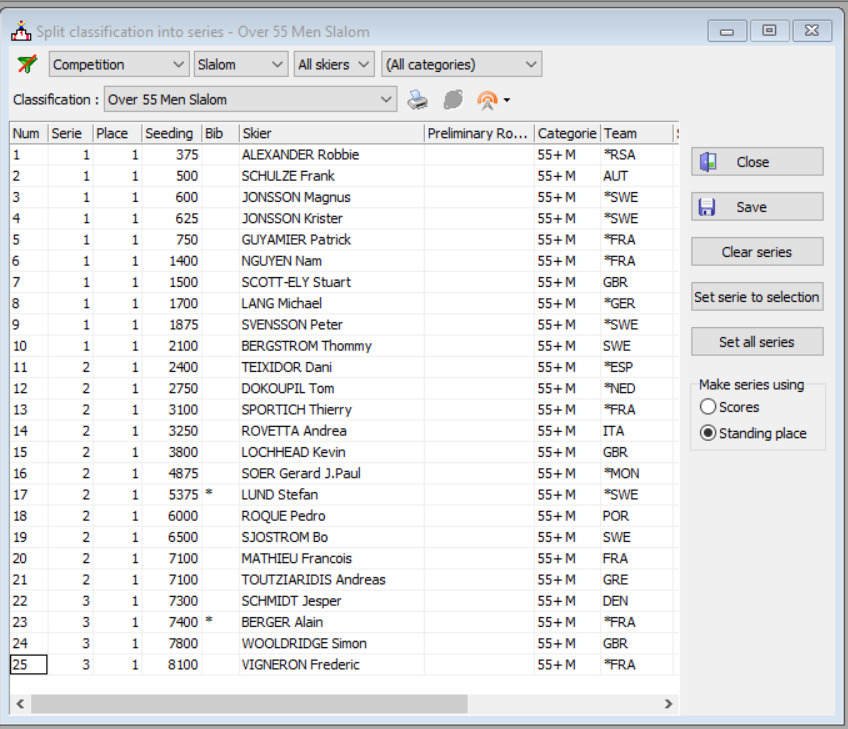 Split classification into series - Over 55 Men Slalom
Competition Slalom All skiers (All categories)
Classification : Over 55 Men Slalom
Num Serie Place Seeding Bib Skier Preliminary Ro... Categorie Team
1 1 1 375 ALEXANDER Robbie 55+ M *RSA
2 1 1 500 SCHULZE Frank 55+ M AUT
3 1 1 600 JONSSON Magnus 55+ M *SWE
4 1 1 625 JONSSON Krister 55+ M *SWE
5 1 1 750 GUYAMIER Patrick 55+ M *FRA
6 1 1 1400 NGUYEN Nam 55+ M *FRA
7 1 1 1500 SCOTT-ELY Stuart 55+ M GBR
8 1 1 1700 LANG Michael 55+ M *GER
9 1 1 1875 SVENSSON Peter 55+ M *SWE
10 1 1 2100 BERGSTROM Thommy 55+ M SWE
11 2 1 2400 TEIXIDOR Dani 55+ M *ESP
12 2 1 2750 DOKOUPIL Tom 55+ M *NED
13 2 1 3100 SPORTICH Thierry 55+ M *FRA
14 2 1 3250 ROVETTA Andrea 55+ M ITA
15 2 1 3800 LOCHHEAD Kevin 55+ M GBR
16 2 1 4875 SOER Gerard J.Paul 55+ M *MON
17 2 1 5375 * LUND Stefan 55+ M *SWE
18 2 1 6000 ROQUE Pedro 55+ M POR
19 2 1 6500 SJOSTROM Bo 55+ M SWE
20 2 1 7100 MATHIEU Francois 55+ M FRA
21 2 1 7100 TOUTZIARIDIS Andreas 55+ M GRE
22 3 1 7300 SCHMIDT Jesper 55+ M DEN
23 3 1 7400 * BERGER Alain 55+ M *FRA
24 3 1 7800 WOOLDRIDGE Simon 55+ M GBR
25 3 1 8100 VIGNERON Frederic 55+ M *FRA
Close
Save
Clear series
Set serie to selection
Set all series
Make series using
Scores
Standing place